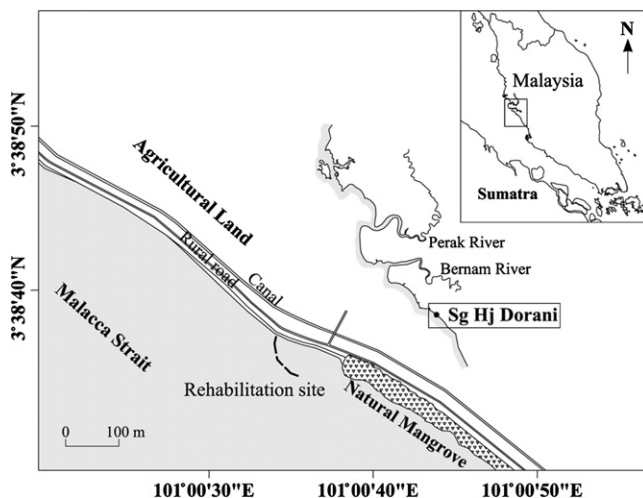 N
Malaysia
Sumatra
3°38'50"N
Agricultural Land
Perak River
Rural road
Canal
Bernam River
3°38'40"N
Sg Hj Dorani
Malacca Strait
Rehabilitation site
Natural Mangrove
0 100 m
101°00'30"E 101°00'40"E 101°00'50"E